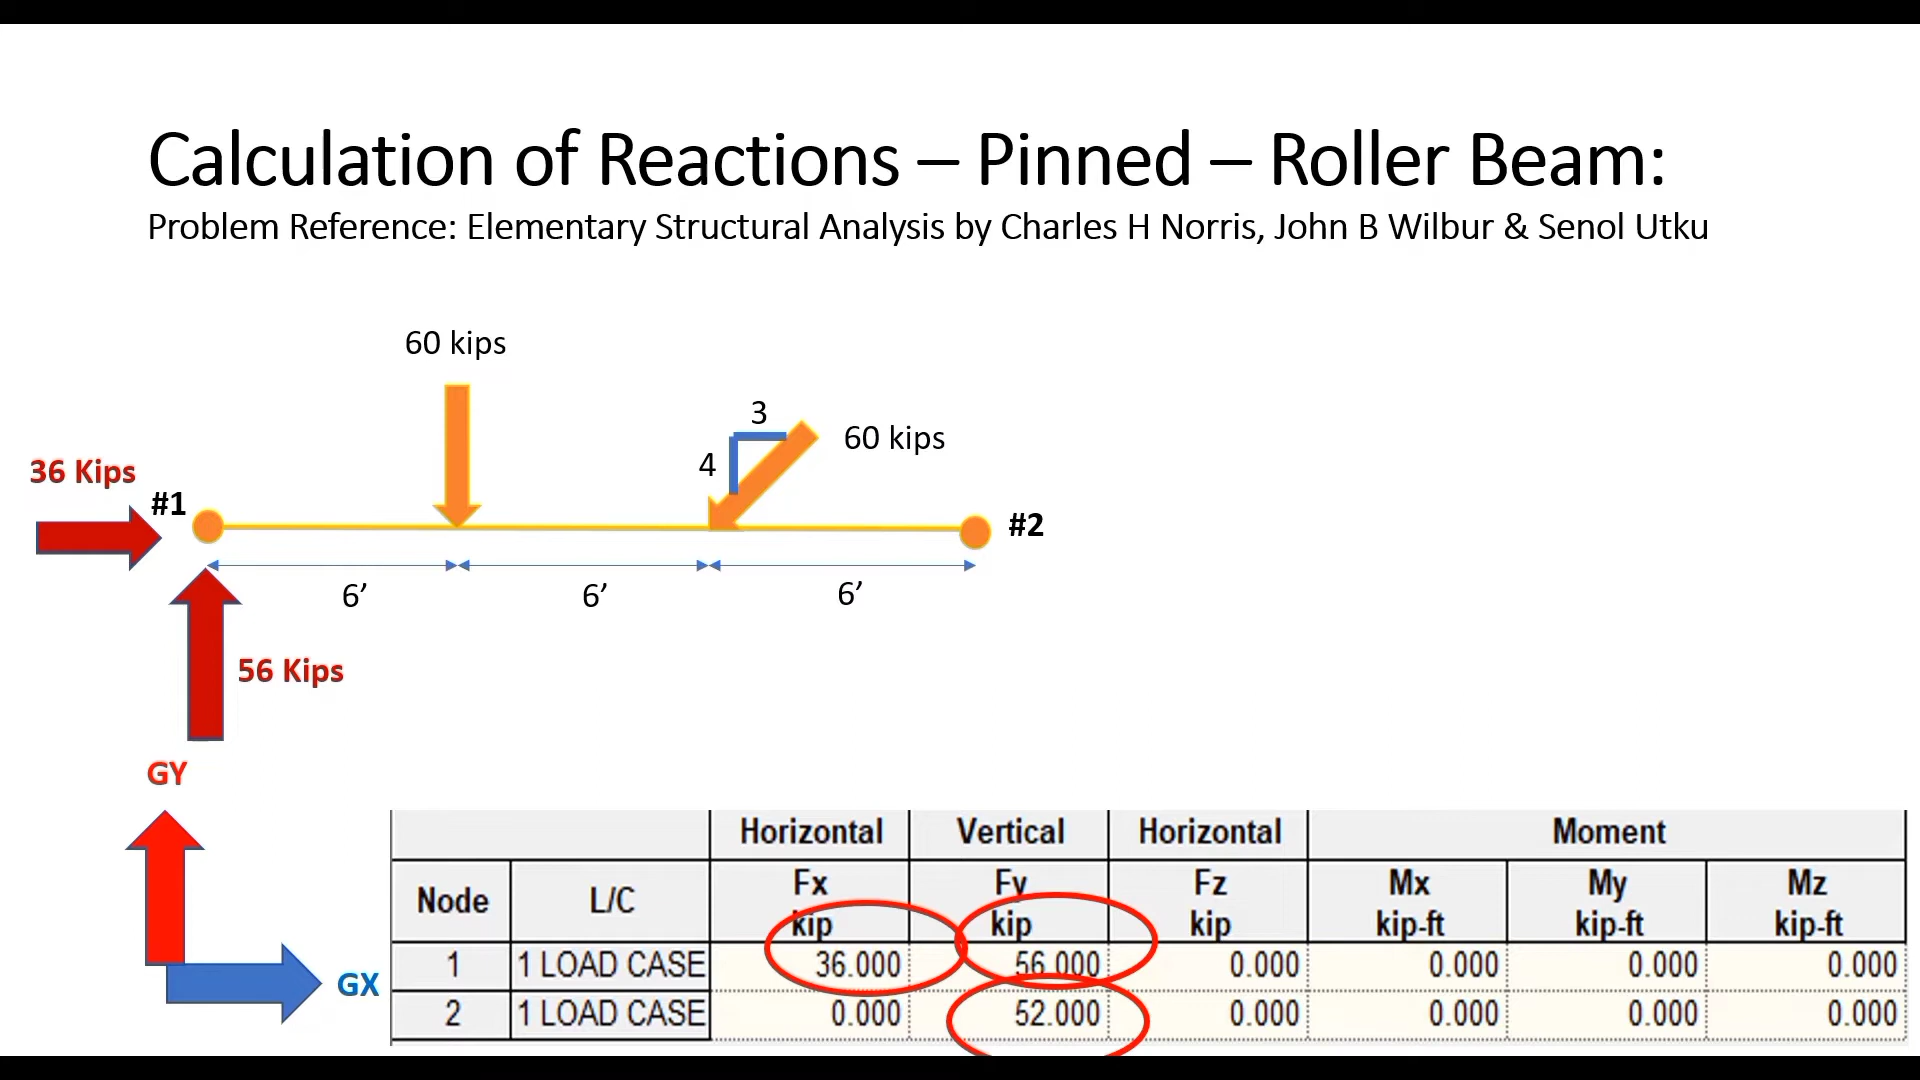 Calculation of Reactions – Pinned – Roller Beam:
Problem Reference: Elementary Structural Analysis by Charles H Norris, John B Wilbur & Senol Utku
60 kips
3
60 kips
4
36 Kips
#1
#2
6’
6’
6’
56 Kips
GY
GX
Horizontal Vertical Horizontal Moment
Node L/C Fx kip Fy kip Fz kip Mx kip-ft My kip-ft Mz kip-ft
1 1 LOAD CASE 36.000 56.000 0.000 0.000 0.000 0.000
2 1 LOAD CASE 0.000 52.000 0.000 0.000 0.000 0.000